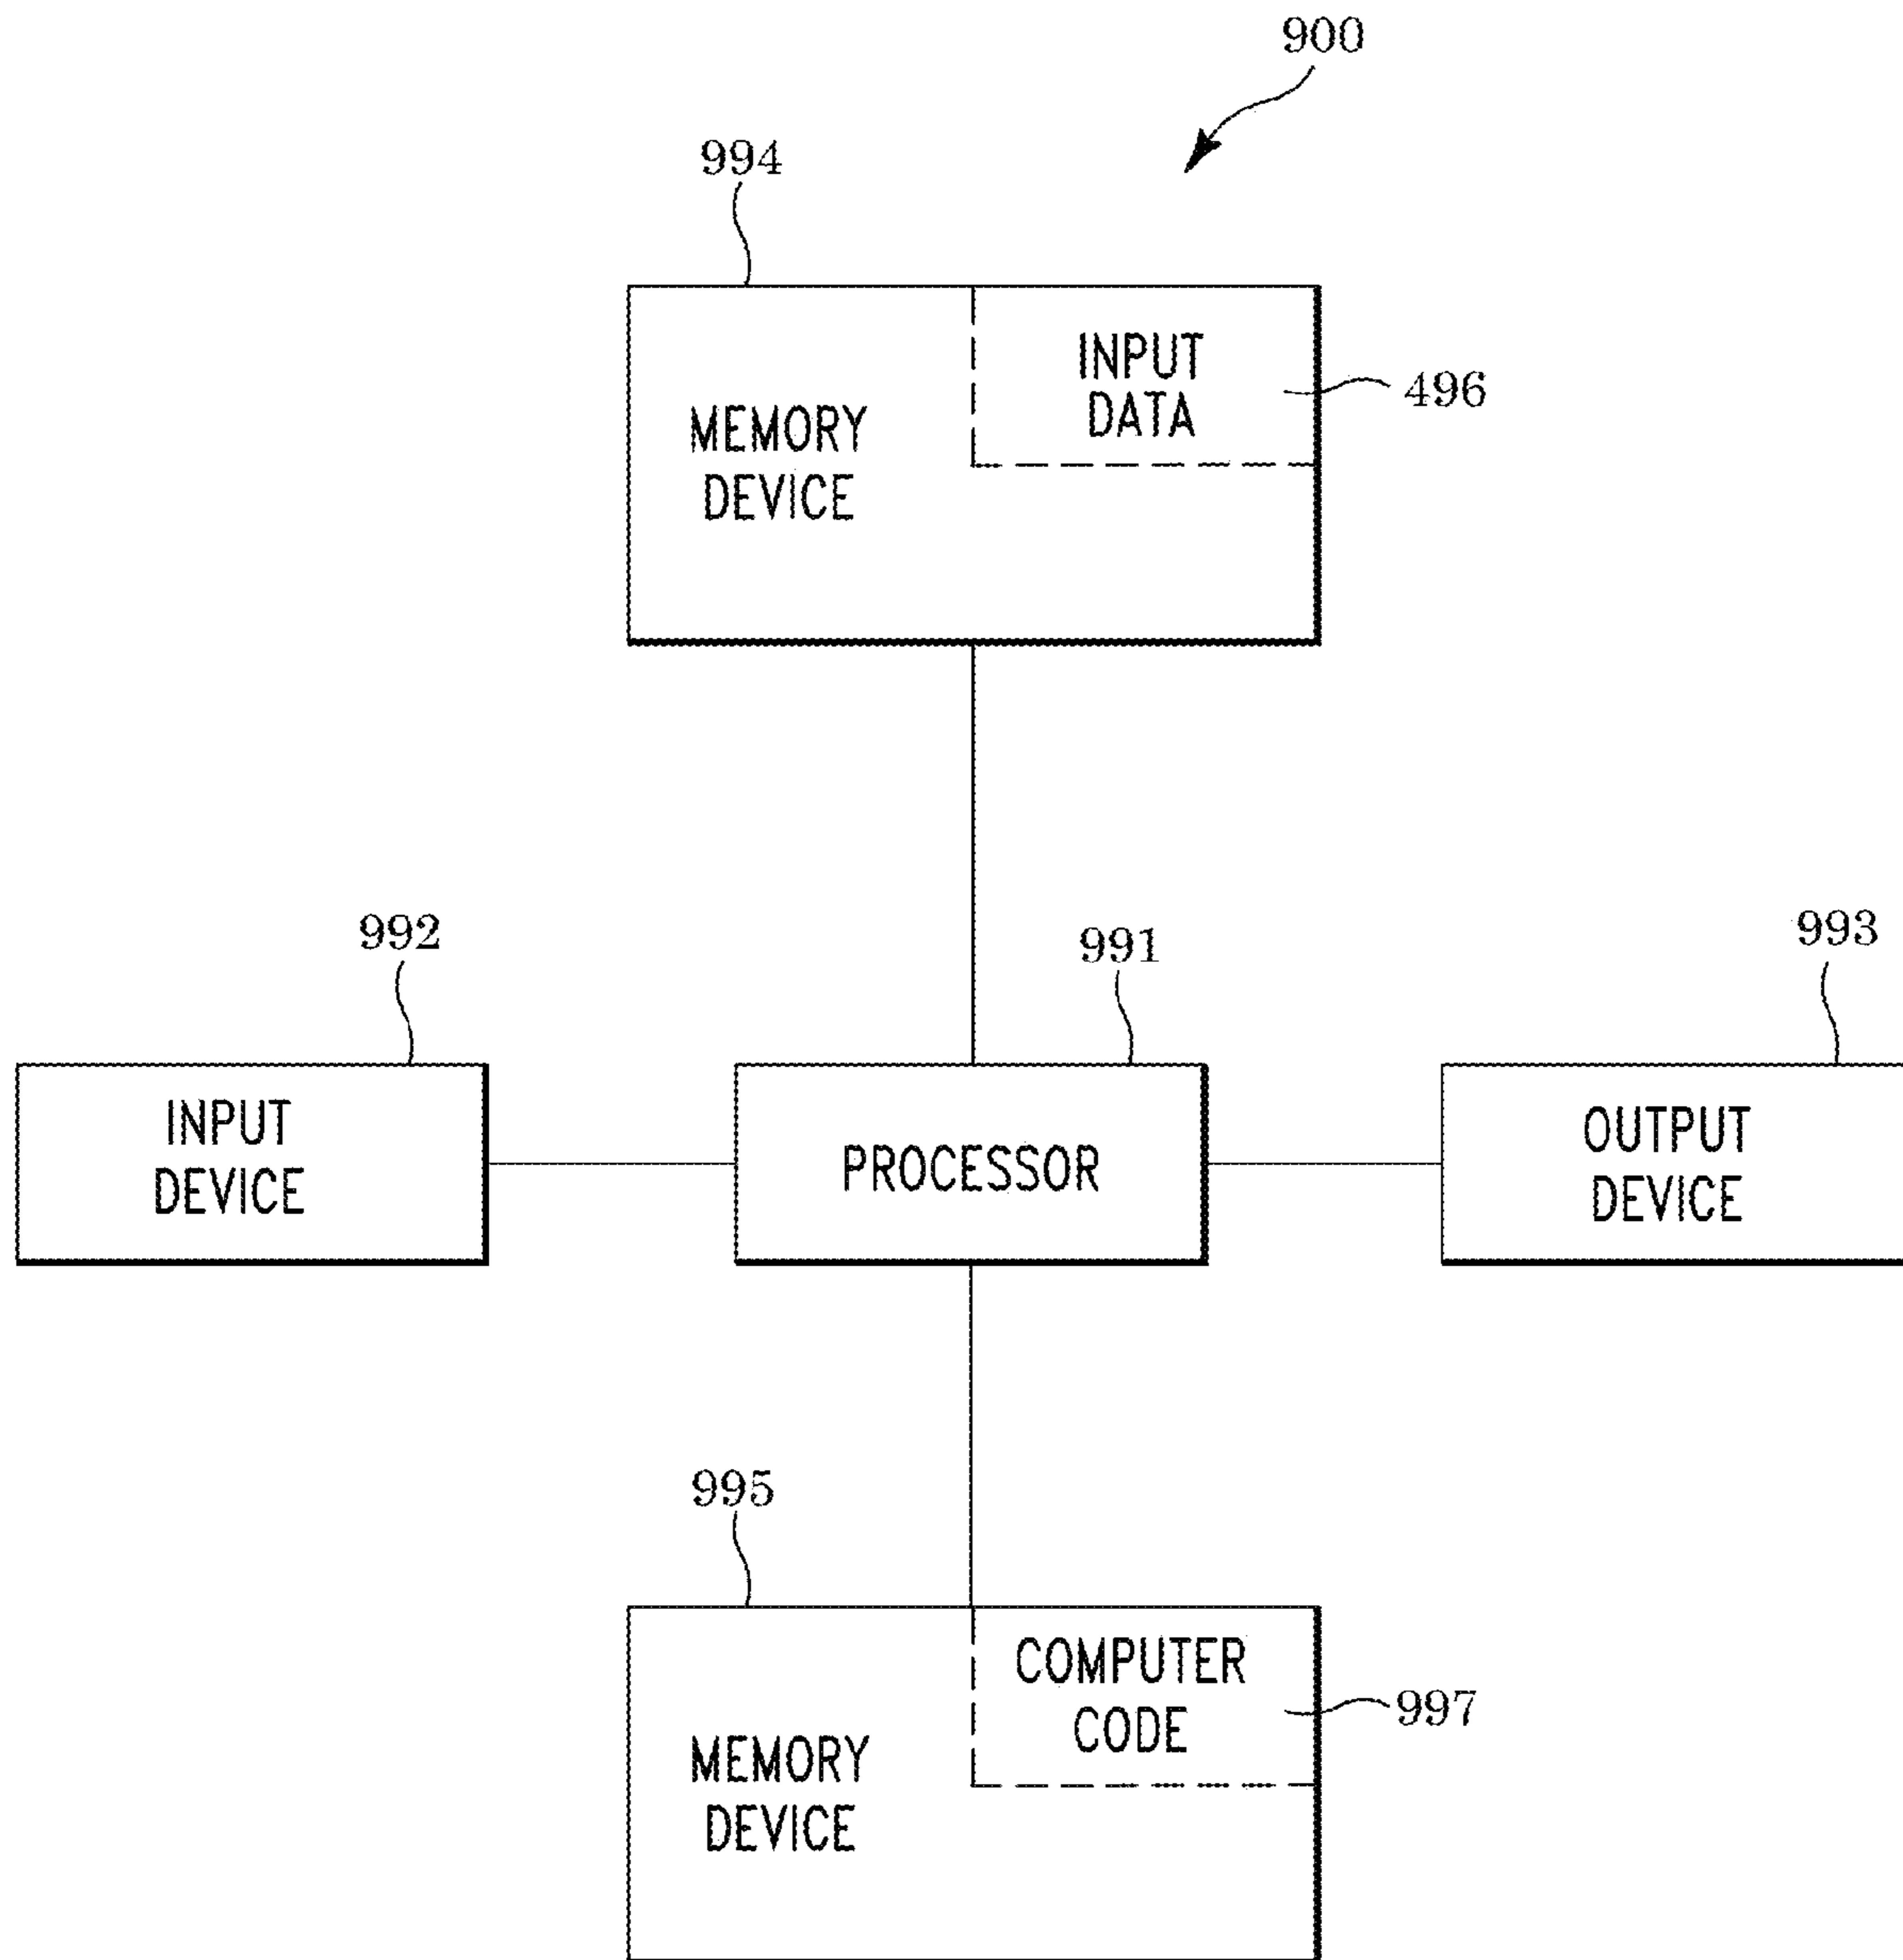 900
994
INPUT
DATA
496
MEMORY
DEVICE
992
991
993
INPUT
DEVICE
PROCESSOR
OUTPUT
DEVICE
995
COMPUTER
CODE
997
MEMORY
DEVICE